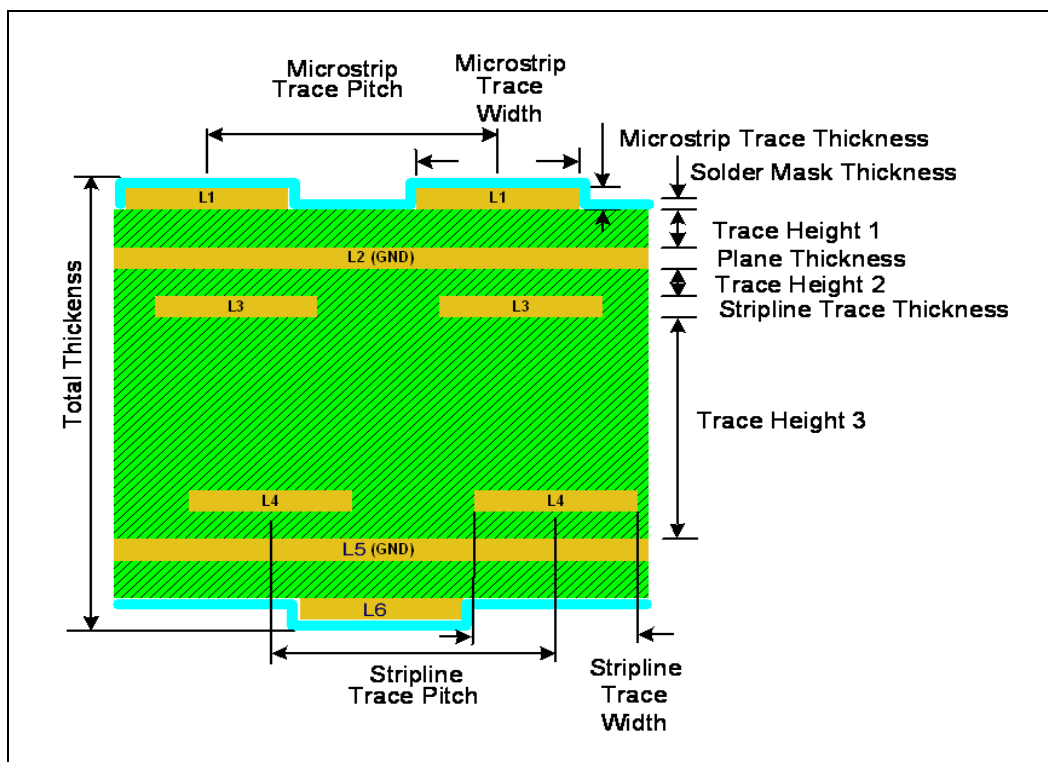 Microstrip
Trace Pitch
Microstrip
Trace
Width
Microstrip Trace Thickness
Solder Mask Thickness
L1
L1
Trace Height 1
L2 (GND)
Plane Thickness
Trace Height 2
L3
L3
Stripline Trace Thickness
Total Thickenss
Trace Height 3
L4
L4
L5 (GND)
L6
Stripline
Trace Pitch
Stripline
Trace
Width